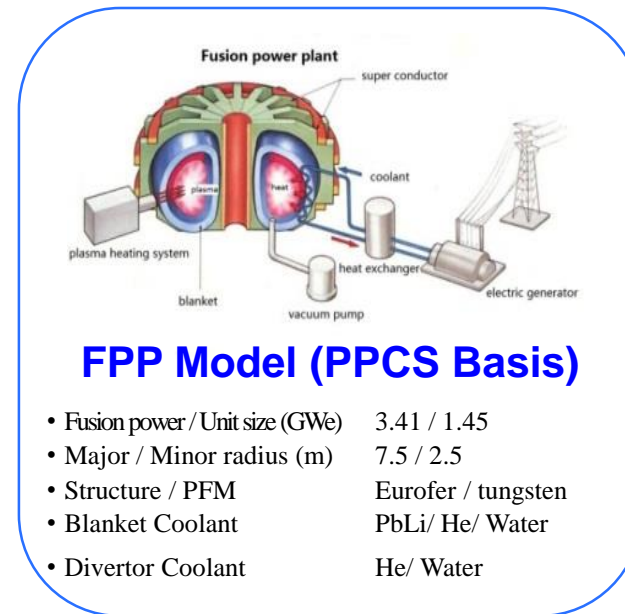 Fusion power plant
super conductor
coolant
plasma
heat
plasma heating system
heat exchanger
electric generator
blanket
vacuum pump
FPP Model (PPCS Basis)
• Fusion power / Unit size (GWe) 3.41 / 1.45
• Major / Minor radius (m) 7.5 / 2.5
• Structure / PFM Eurofer / tungsten
• Blanket Coolant PbLi/ He/ Water
• Divertor Coolant He/ Water